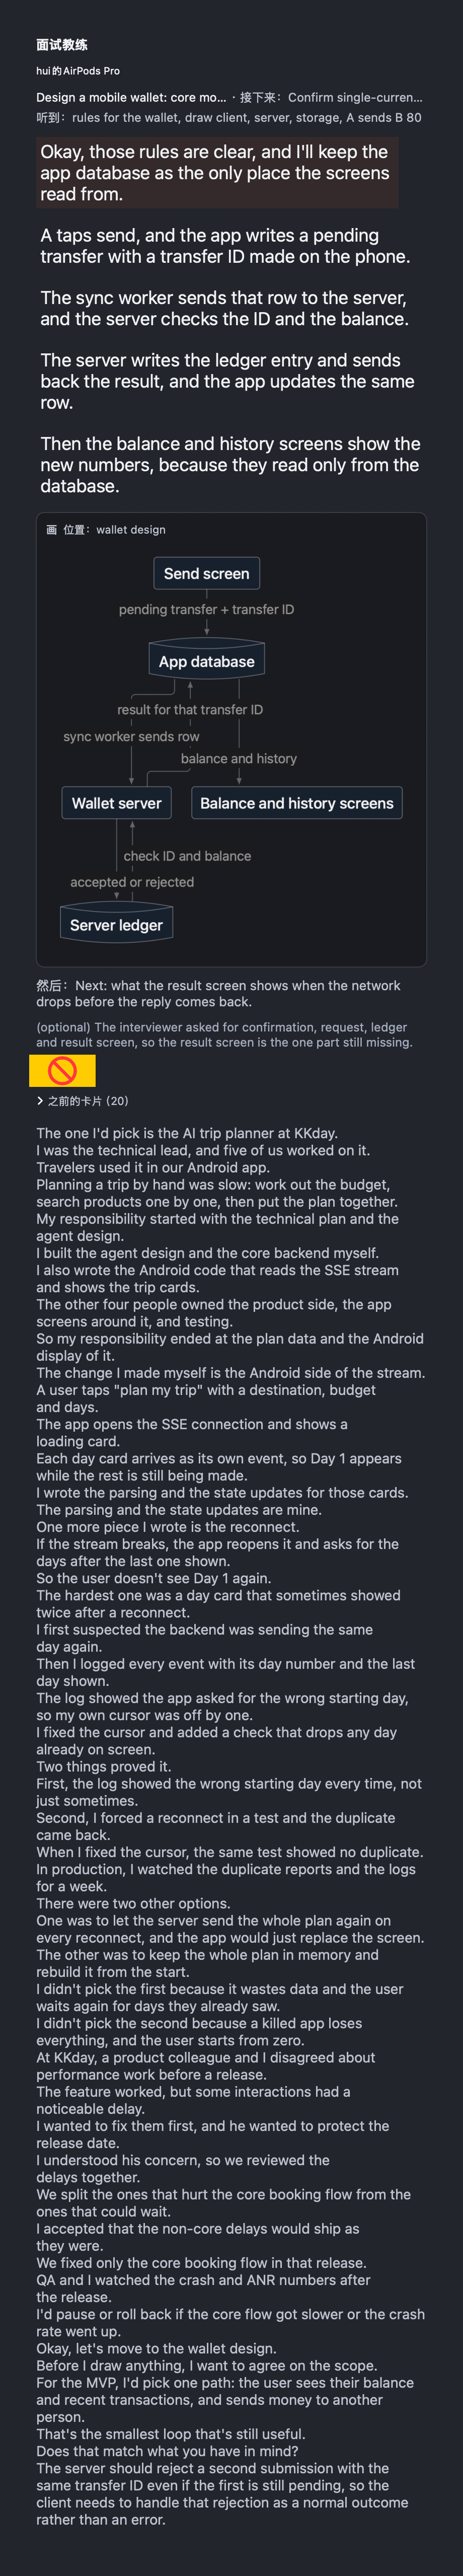 面试教练
hui的AirPods Pro
Design a mobile wallet: core mo... · 接下来：Confirm single-curren...
听到：rules for the wallet, draw client, server, storage, A sends B 80
Okay, those rules are clear, and I'll keep the
app database as the only place the screens
read from.
A taps send, and the app writes a pending
transfer with a transfer ID made on the phone.
The sync worker sends that row to the server,
and the server checks the ID and the balance.
The server writes the ledger entry and sends
back the result, and the app updates the same
row.
Then the balance and history screens show the
new numbers, because they read only from the
database.
画 位置：wallet design
Send screen
pending transfer + transfer ID
App database
result for that transfer ID
sync worker sends row
balance and history
Wallet server
Balance and history screens
check ID and balance
accepted or rejected
Server ledger
然后：Next: what the result screen shows when the network
drops before the reply comes back.
(optional) The interviewer asked for confirmation, request, ledger
and result screen, so the result screen is the one part still missing.
之前的卡片 (20)
The one I'd pick is the AI trip planner at KKday.
I was the technical lead, and five of us worked on it.
Travelers used it in our Android app.
Planning a trip by hand was slow: work out the budget,
search products one by one, then put the plan together.
My responsibility started with the technical plan and the
agent design.
I built the agent design and the core backend myself.
I also wrote the Android code that reads the SSE stream
and shows the trip cards.
The other four people owned the product side, the app
screens around it, and testing.
So my responsibility ended at the plan data and the Android
display of it.
The change I made myself is the Android side of the stream.
A user taps "plan my trip" with a destination, budget
and days.
The app opens the SSE connection and shows a
loading card.
Each day card arrives as its own event, so Day 1 appears
while the rest is still being made.
I wrote the parsing and the state updates for those cards.
The parsing and the state updates are mine.
One more piece I wrote is the reconnect.
If the stream breaks, the app reopens it and asks for the
days after the last one shown.
So the user doesn't see Day 1 again.
The hardest one was a day card that sometimes showed
twice after a reconnect.
I first suspected the backend was sending the same
day again.
Then I logged every event with its day number and the last
day shown.
The log showed the app asked for the wrong starting day,
so my own cursor was off by one.
I fixed the cursor and added a check that drops any day
already on screen.
Two things proved it.
First, the log showed the wrong starting day every time, not
just sometimes.
Second, I forced a reconnect in a test and the duplicate
came back.
When I fixed the cursor, the same test showed no duplicate.
In production, I watched the duplicate reports and the logs
for a week.
There were two other options.
One was to let the server send the whole plan again on
every reconnect, and the app would just replace the screen.
The other was to keep the whole plan in memory and
rebuild it from the start.
I didn't pick the first because it wastes data and the user
waits again for days they already saw.
I didn't pick the second because a killed app loses
everything, and the user starts from zero.
At KKday, a product colleague and I disagreed about
performance work before a release.
The feature worked, but some interactions had a
noticeable delay.
I wanted to fix them first, and he wanted to protect the
release date.
I understood his concern, so we reviewed the
delays together.
We split the ones that hurt the core booking flow from the
ones that could wait.
I accepted that the non-core delays would ship as
they were.
We fixed only the core booking flow in that release.
QA and I watched the crash and ANR numbers after
the release.
I'd pause or roll back if the core flow got slower or the crash
rate went up.
Okay, let's move to the wallet design.
Before I draw anything, I want to agree on the scope.
For the MVP, I'd pick one path: the user sees their balance
and recent transactions, and sends money to another
person.
That's the smallest loop that's still useful.
Does that match what you have in mind?
The server should reject a second submission with the
same transfer ID even if the first is still pending, so the
client needs to handle that rejection as a normal outcome
rather than an error.